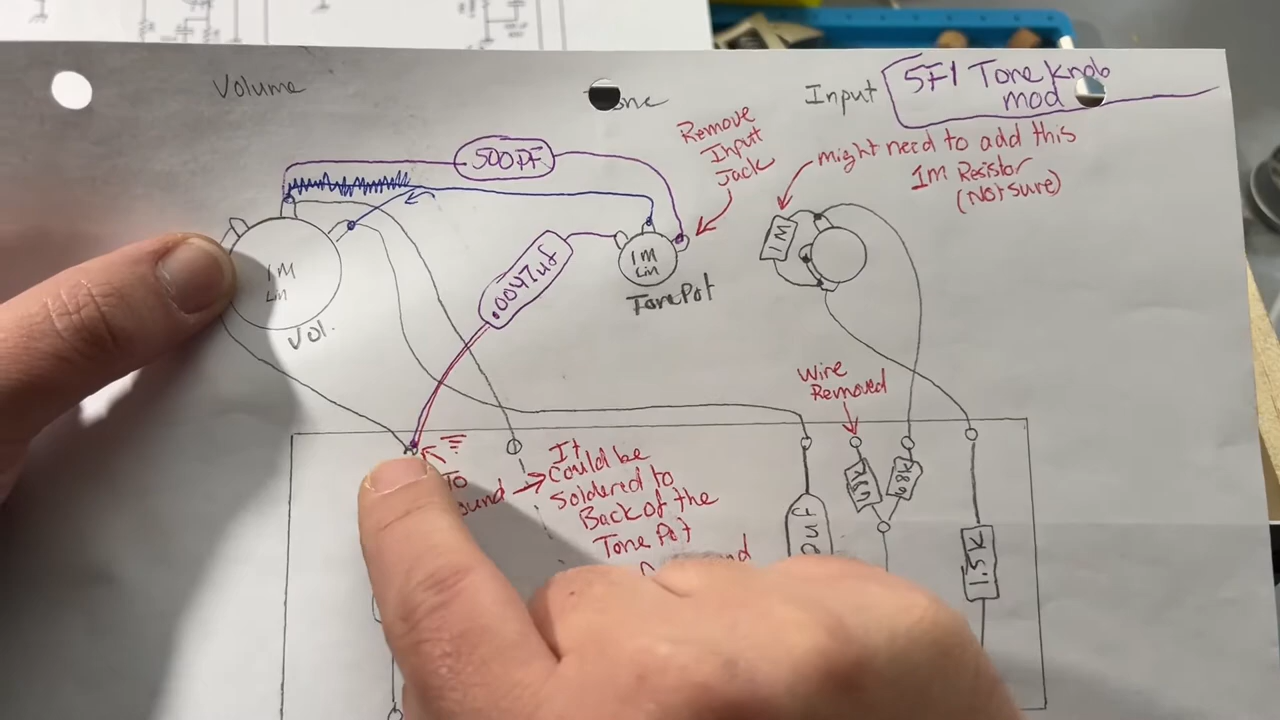 Volume
Input
5F1 Tone Knob
mod
Remove
Input
Jack
might need to add this
1M Resistor
(Not sure)
500PF
1M
Lin
Vol.
.0047uf
1M
Lin
Tone Pot
1M
Wire
Removed
To
It
Could be
Soldered to
Back of the
Tone Pot
68K
68K
1.5K